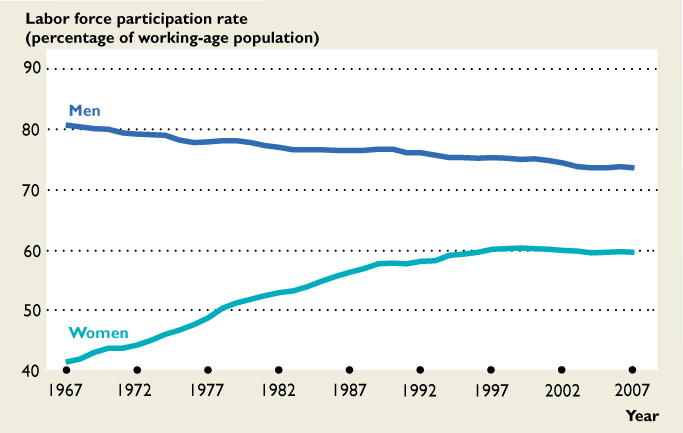 Labor force participation rate
(percentage of working-age population)
90
Men
80
70
60
50
Women
40
1967 1972 1977 1982 1987 1992 1997 2002 2007
Year